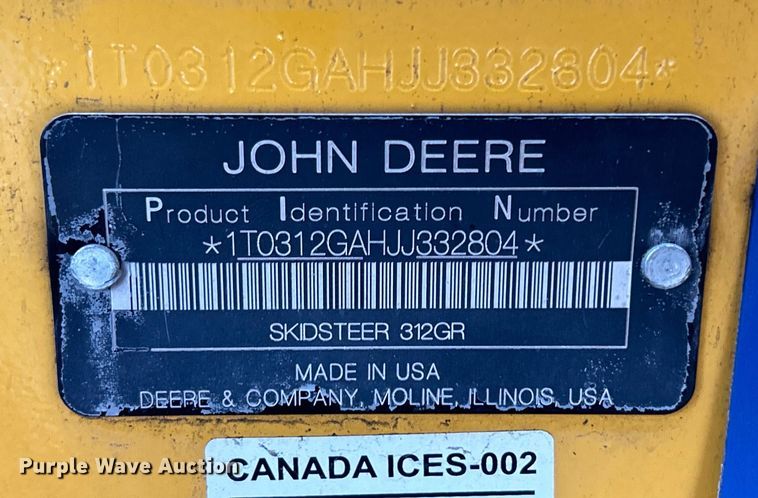 *1T0312GAHJJ332804*
JOHN DEERE
Product Identification Number
*1T0312GAHJJ332804*
SKIDSTEER 312GR
MADE IN USA
DEERE & COMPANY, MOLINE, ILLINOIS, USA
CANADA ICES-002
Purple Wave Auction